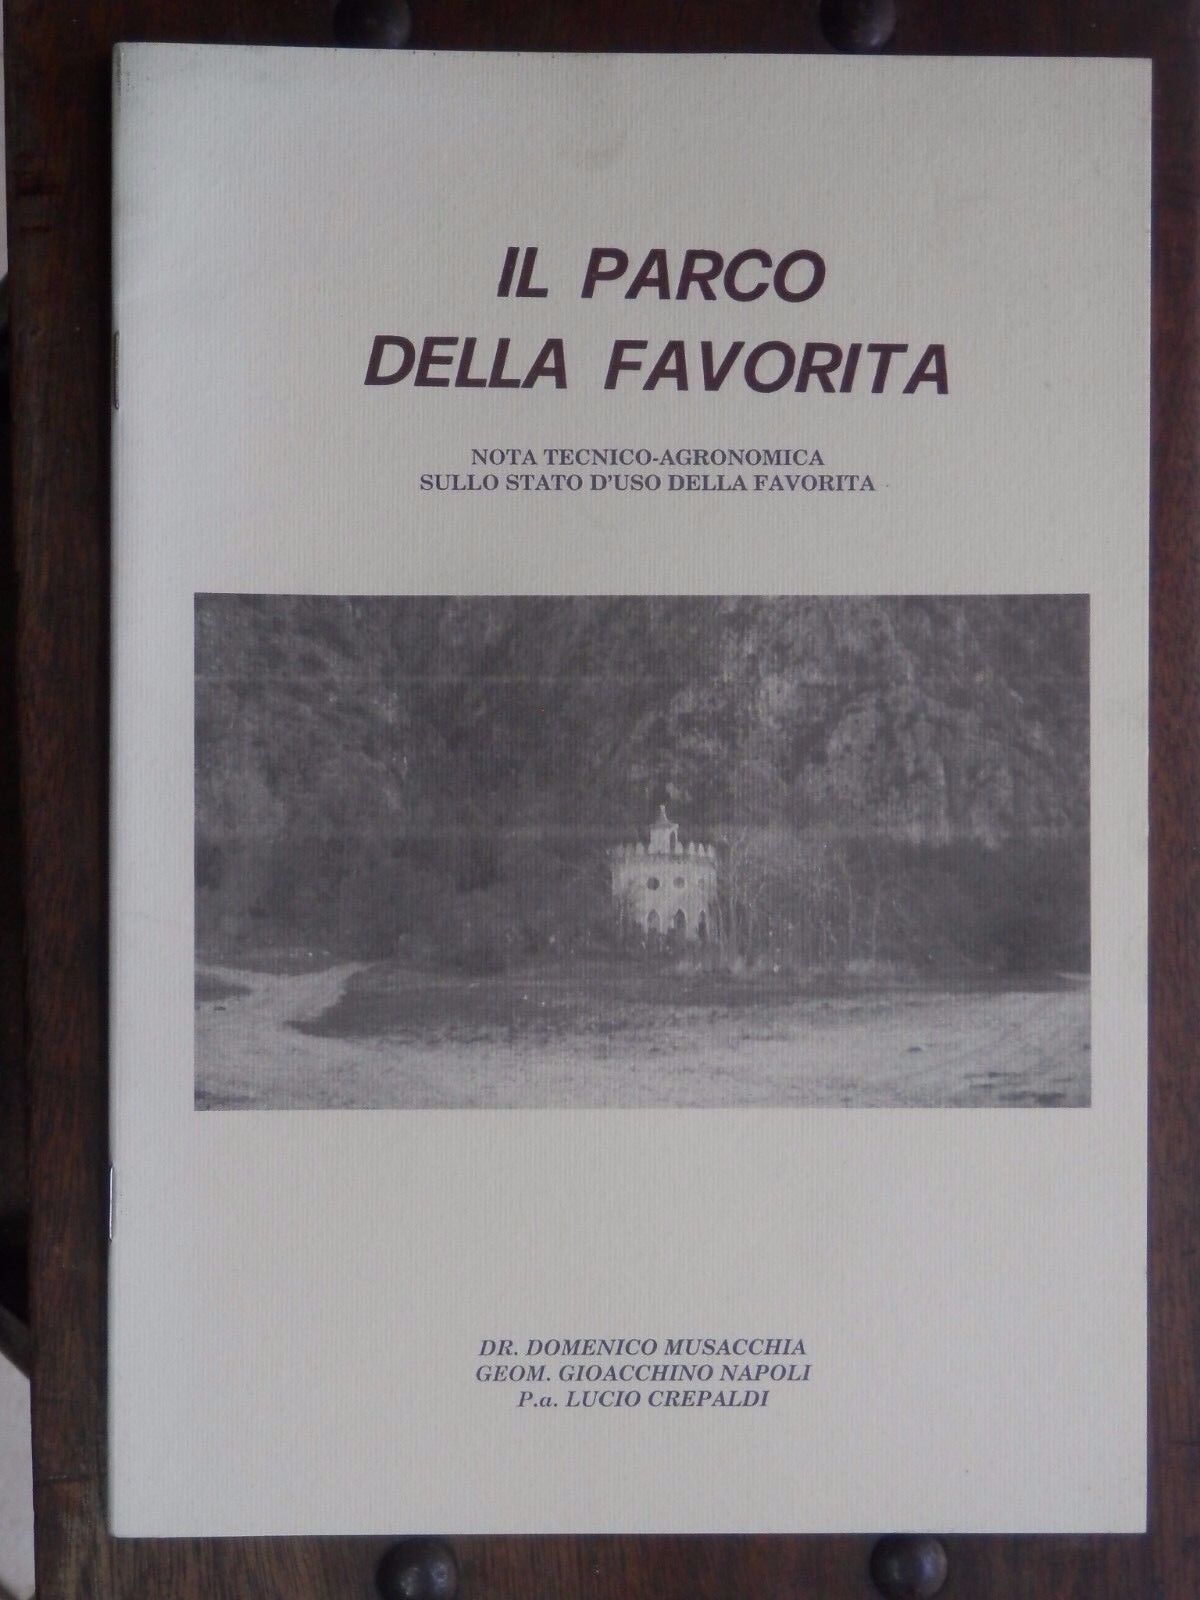 IL PARCO
DELLA FAVORITA
NOTA TECNICO-AGRONOMICA
SULLO STATO D'USO DELLA FAVORITA
DR. DOMENICO MUSACCHIA
GEOM. GIOACCHINO NAPOLI
P.a. LUCIO CREPALDI